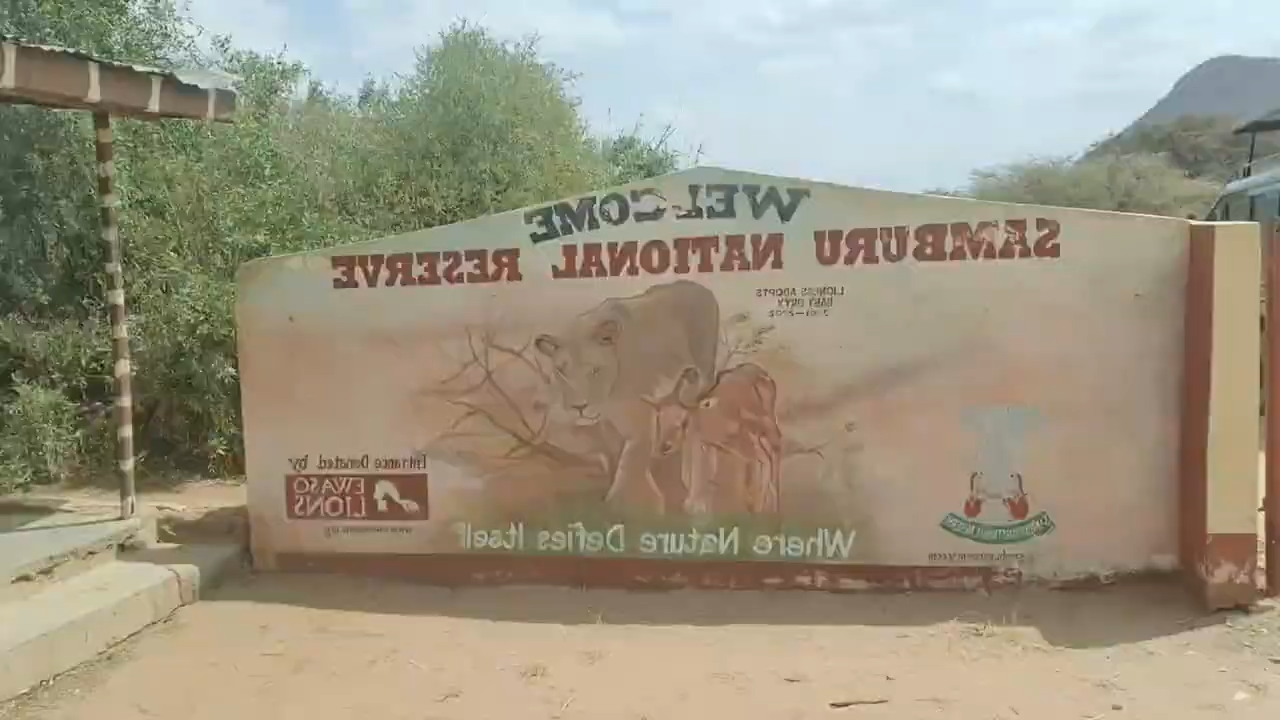 WELCOME
SAMBURU NATIONAL RESERVE
LIONESS ADOPTS
BABY ORYX
Entrance Donated by
EWASO
LIONS
Where Nature Defies Itself